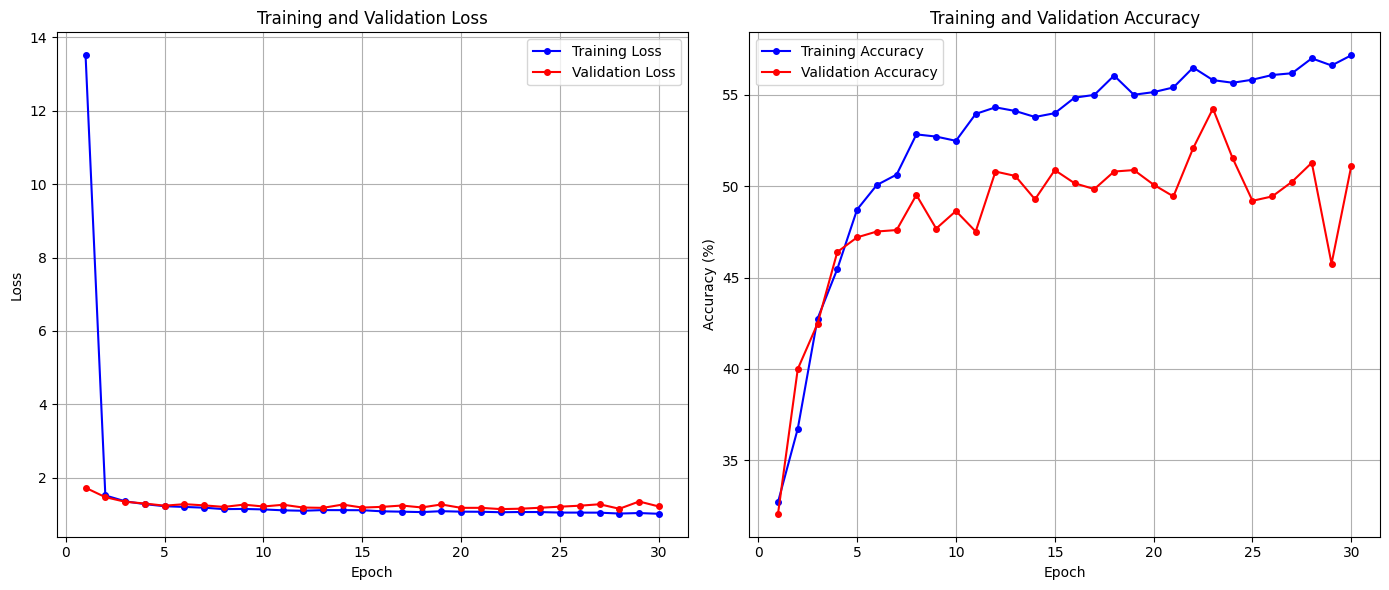 Training and Validation Loss
Training Loss
Validation Loss
14
12
10
8
6
4
2
0
5
10
15
20
25
30
Loss
Epoch
Training and Validation Accuracy
Training Accuracy
Validation Accuracy
55
50
45
40
35
0
5
10
15
20
25
30
Accuracy (%)
Epoch